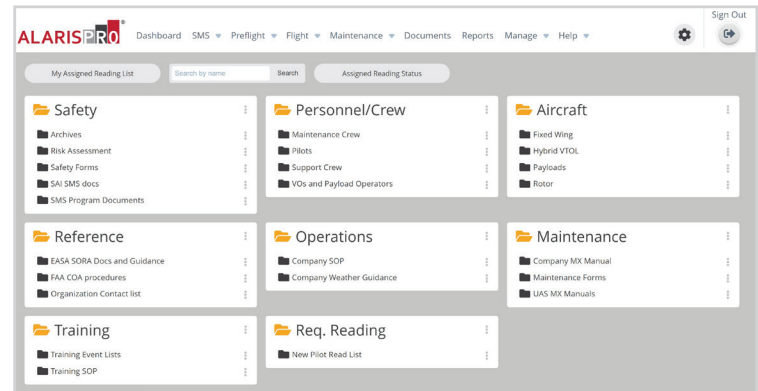 Sign Out
ALARISPRO Dashboard SMS Preflight Flight Maintenance Documents Reports Manage Help
My Assigned Reading List Search by name Search Assigned Reading Status
Safety
Archives
Risk Assessment
Safety Forms
SAI SMS docs
SMS Program Documents
Personnel/Crew
Maintenance Crew
Pilots
Support Crew
VOs and Payload Operators
Aircraft
Fixed Wing
Hybrid VTOL
Payloads
Rotor
Reference
EASA SORA Docs and Guidance
FAA COA procedures
Organization Contact list
Operations
Company SOP
Company Weather Guidance
Maintenance
Company MX Manual
Maintenance Forms
UAS MX Manuals
Training
Training Event Lists
Training SOP
Req. Reading
New Pilot Read List